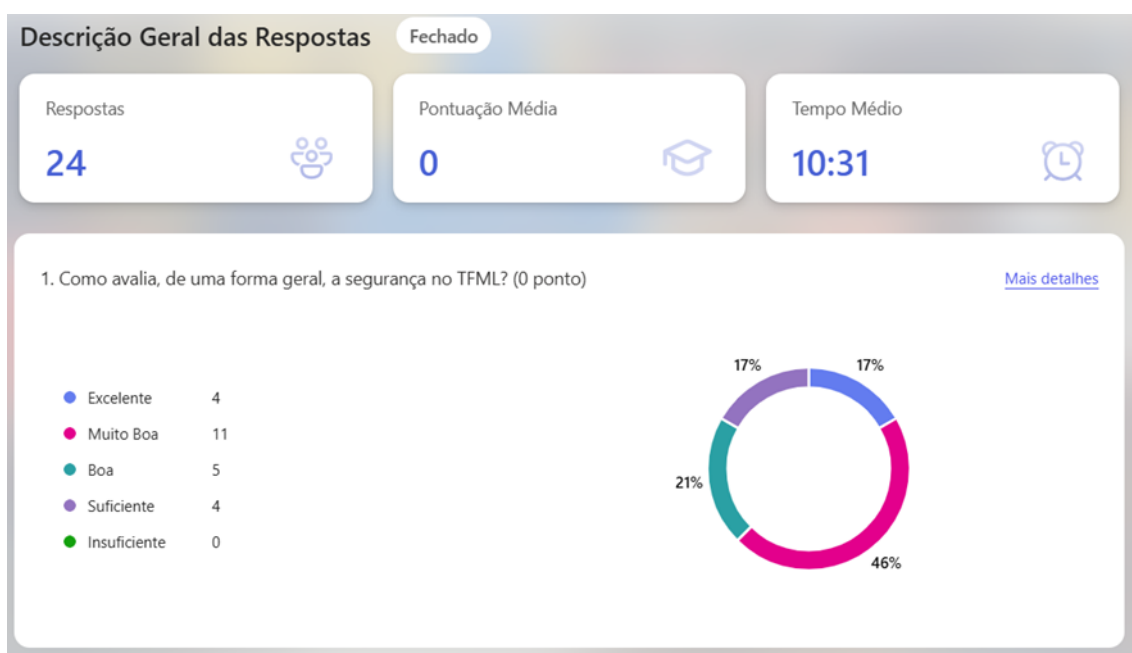 Descrição Geral das Respostas Fechado
Respostas Pontuação Média Tempo Médio
24 0 10:31
1. Como avalia, de uma forma geral, a segurança no TFML? (0 ponto) Mais detalhes
Excelente 4
Muito Boa 11
Boa 5
Suficiente 4
Insuficiente 0
17% 17%
21%
46%